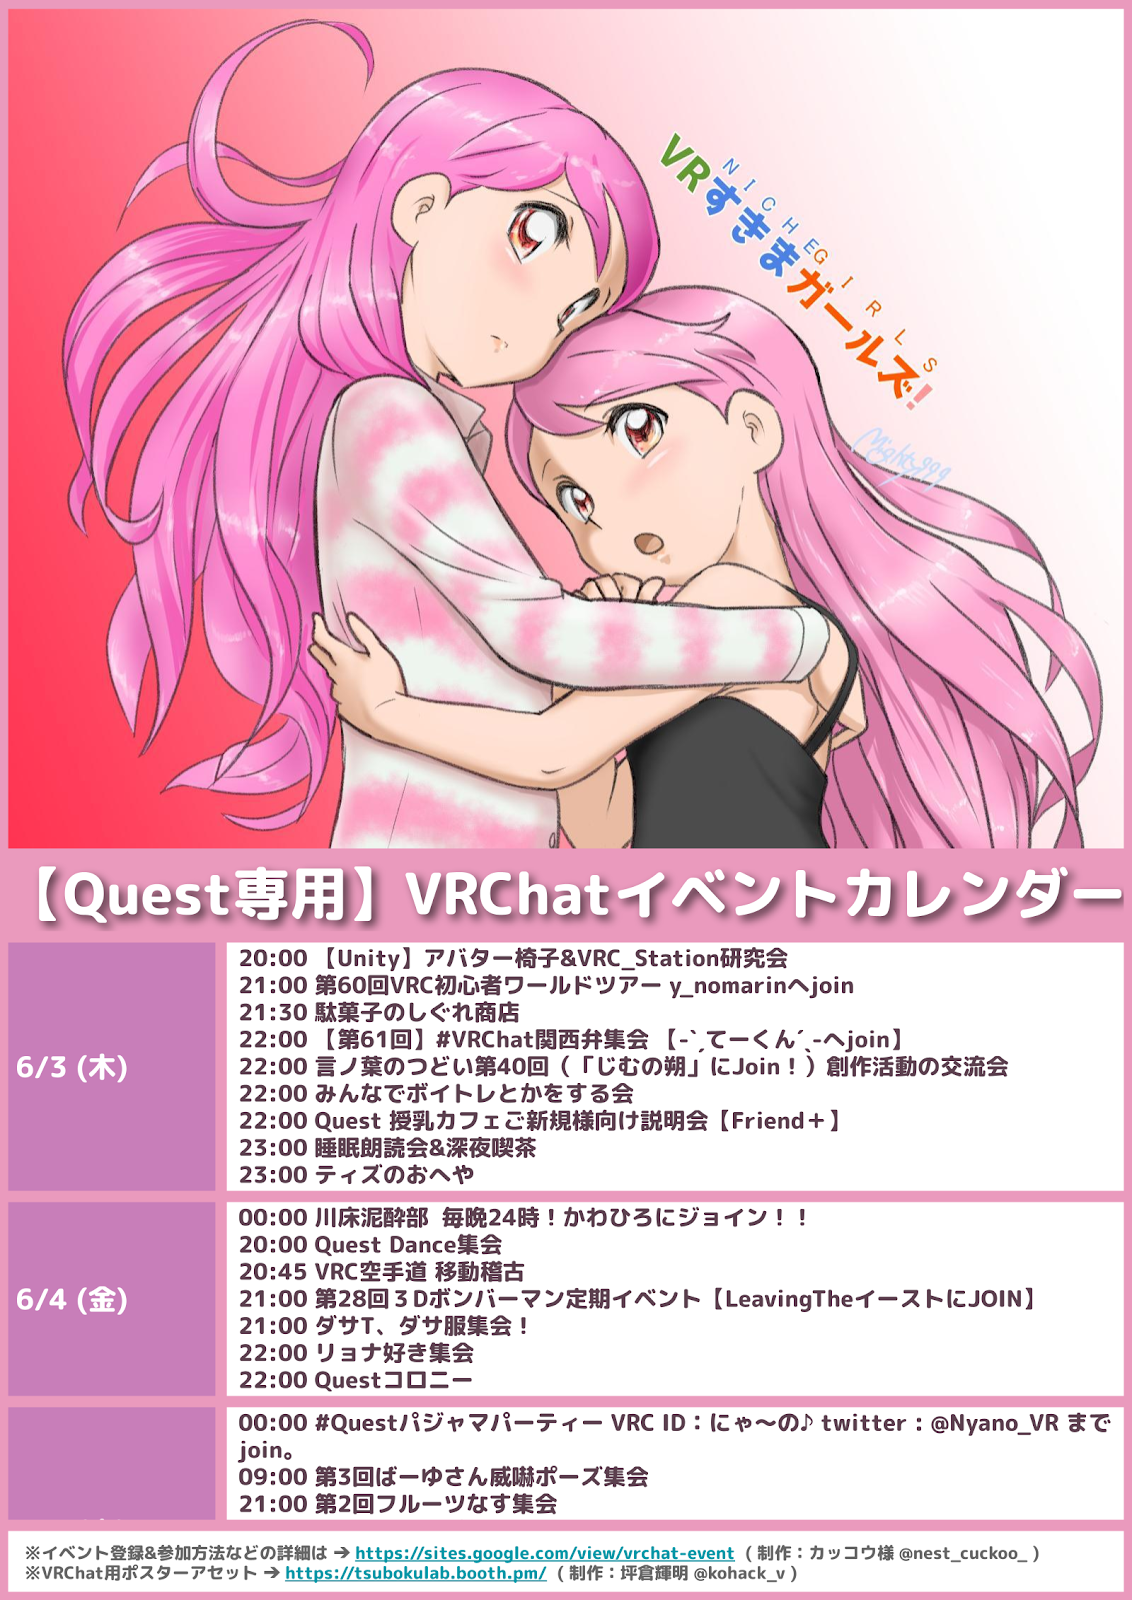 VRすきまガールズ!
NICHEGIRLS
Mighty999
【Quest専用】VRChatイベントカレンダー
6/3 (木)
20:00 【Unity】アバター椅子&VRC_Station研究会
21:00 第60回VRC初心者ワールドツアー y_nomarinへjoin
21:30 駄菓子のしぐれ商店
22:00 【第61回】#VRChat関西弁集会 【-ˋˏてーくんˊˎ-へjoin】
22:00 言ノ葉のつどい第40回（「じむの朔」にJoin！）創作活動の交流会
22:00 みんなでボイトレとかをする会
22:00 Quest 授乳カフェご新規様向け説明会【Friend＋】
23:00 睡眠朗読会&深夜喫茶
23:00 ティズのおへや
6/4 (金)
00:00 川床泥酔部 毎晩24時！かわひろにジョイン！！
20:00 Quest Dance集会
20:45 VRC空手道 移動稽古
21:00 第28回３Dボンバーマン定期イベント【LeavingTheイーストにJOIN】
21:00 ダサT、ダサ服集会！
22:00 リョナ好き集会
22:00 Questコロニー
00:00 #Questパジャマパーティー VRC ID：にゃ～の♪ twitter：@Nyano_VR まで
join。
09:00 第3回ばーゆさん威嚇ポーズ集会
21:00 第2回フルーツなす集会
※イベント登録&参加方法などの詳細は ➔ https://sites.google.com/view/vrchat-event （制作：カッコウ様 @nest_cuckoo_ ）
※VRChat用ポスターアセット ➔ https://tsubokulab.booth.pm/ （制作：坪倉輝明 @kohack_v ）